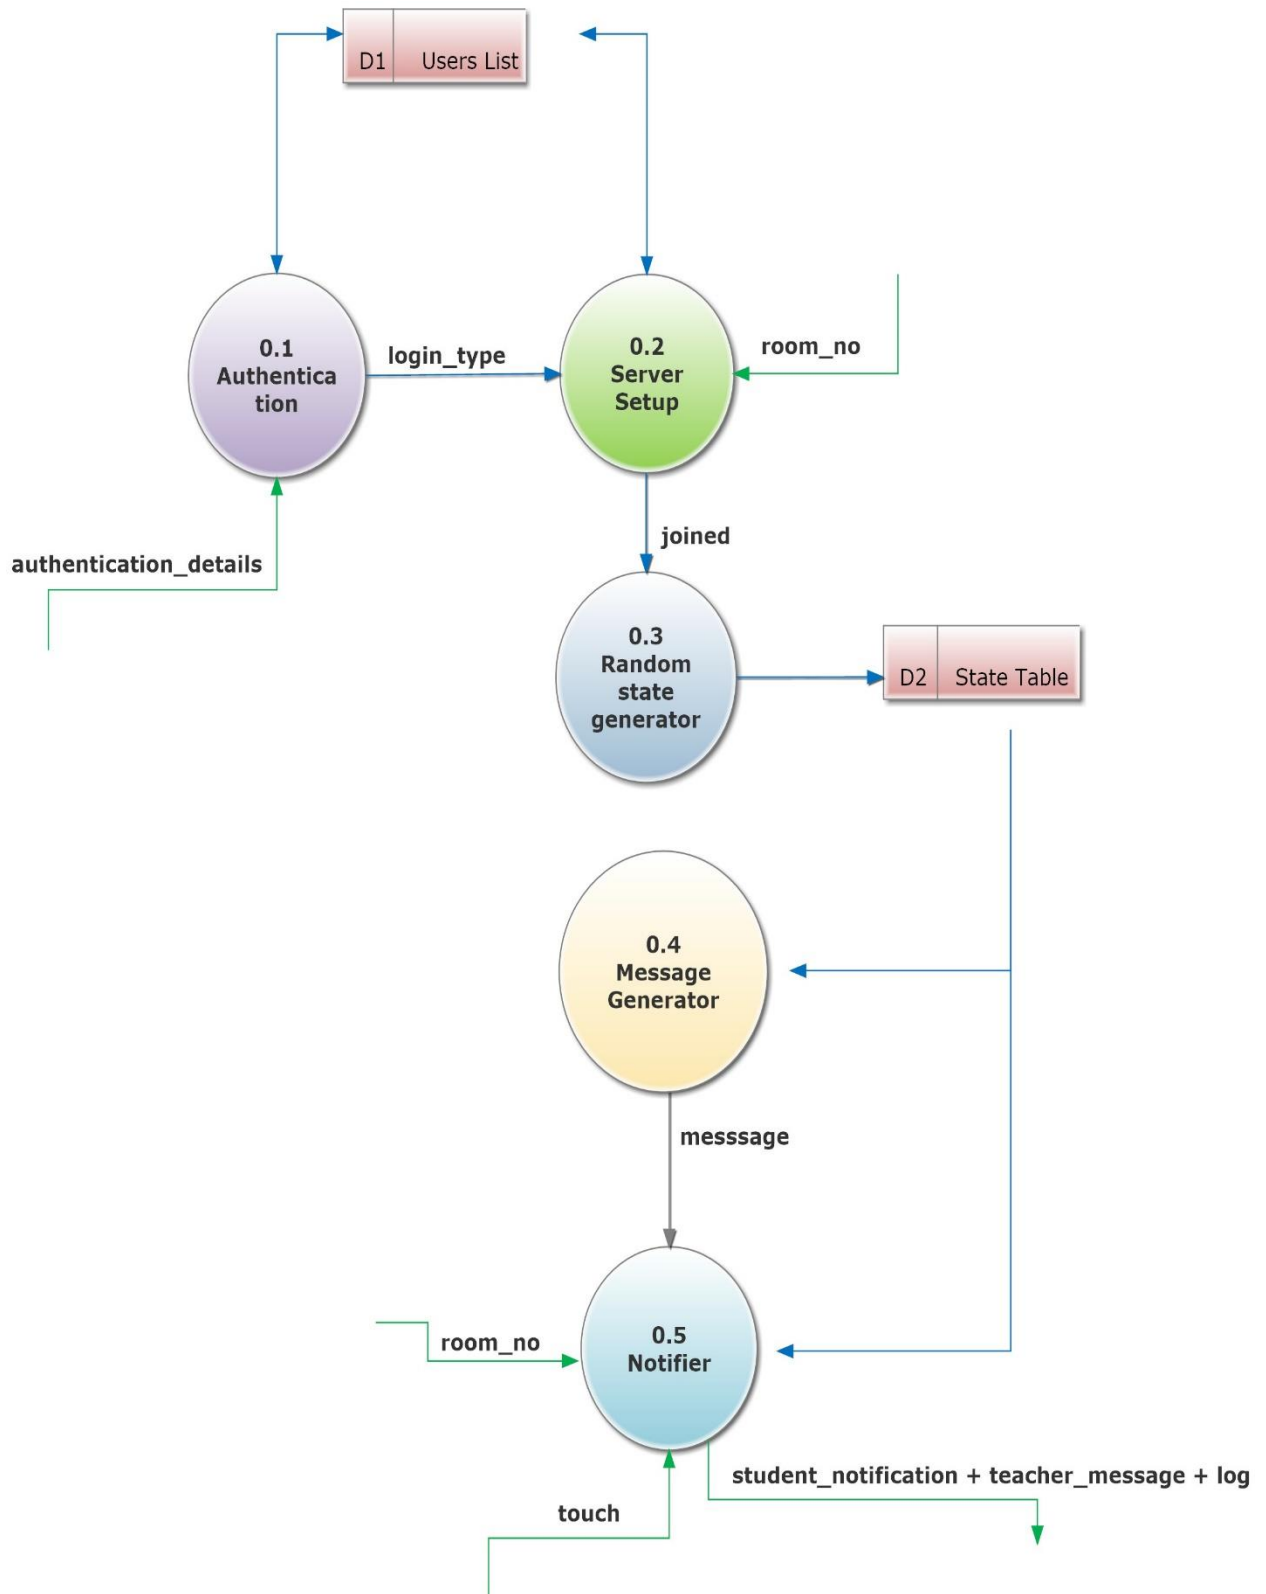 D1 Users List
0.1
Authentica
tion
login_type
0.2
Server
Setup
room_no
authentication_details
joined
0.3
Random
state
generator
D2 State Table
0.4
Message
Generator
messsage
room_no
0.5
Notifier
student_notification + teacher_message + log
touch